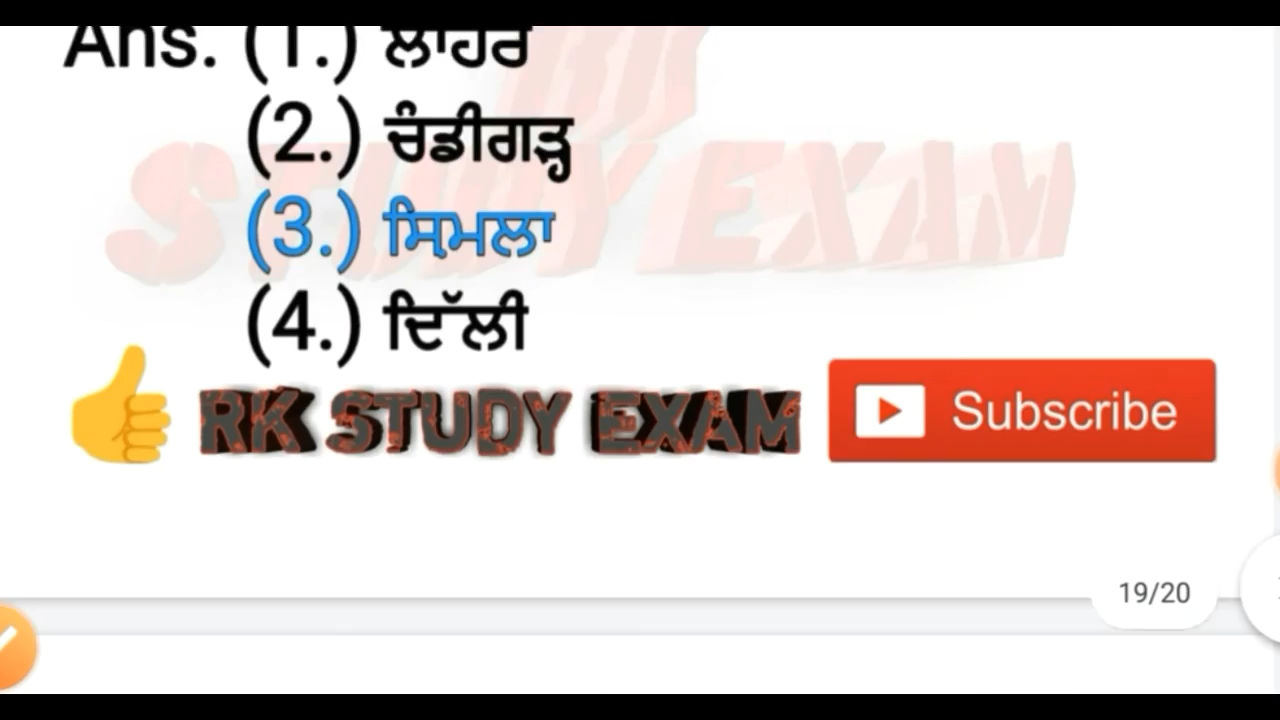 Ans. (1.) ਲਾਹੌਰ
(2.) ਚੰਡੀਗੜ੍ਹ
(3.) ਸ਼ਿਮਲਾ
(4.) ਦਿੱਲੀ
RK STUDY EXAM
Subscribe
19/20